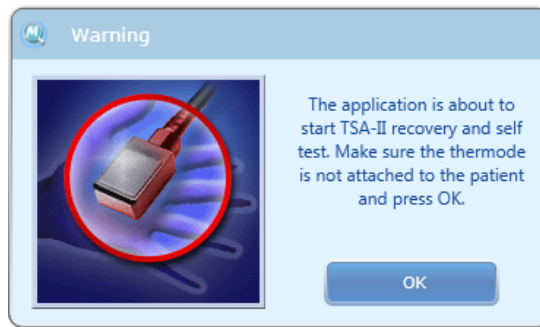 Warning
The application is about to
start TSA-II recovery and self
test. Make sure the thermode
is not attached to the patient
and press OK.
OK